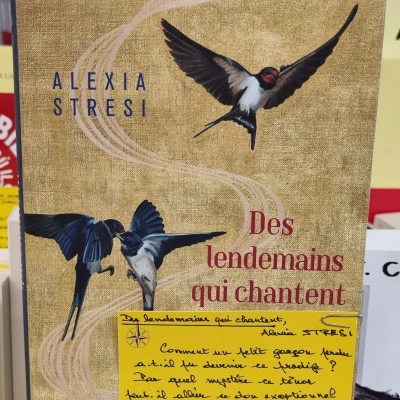 ALEXIA
STRESI
Des
lendemains
qui chantent
Des lendemains qui chantent,
Alexia STRESI
Comment un petit garçon perdu
a-t-il pu devenir ce prodige ?
Par quel mystère ce ténor
peut-il allier ce don exceptionnel